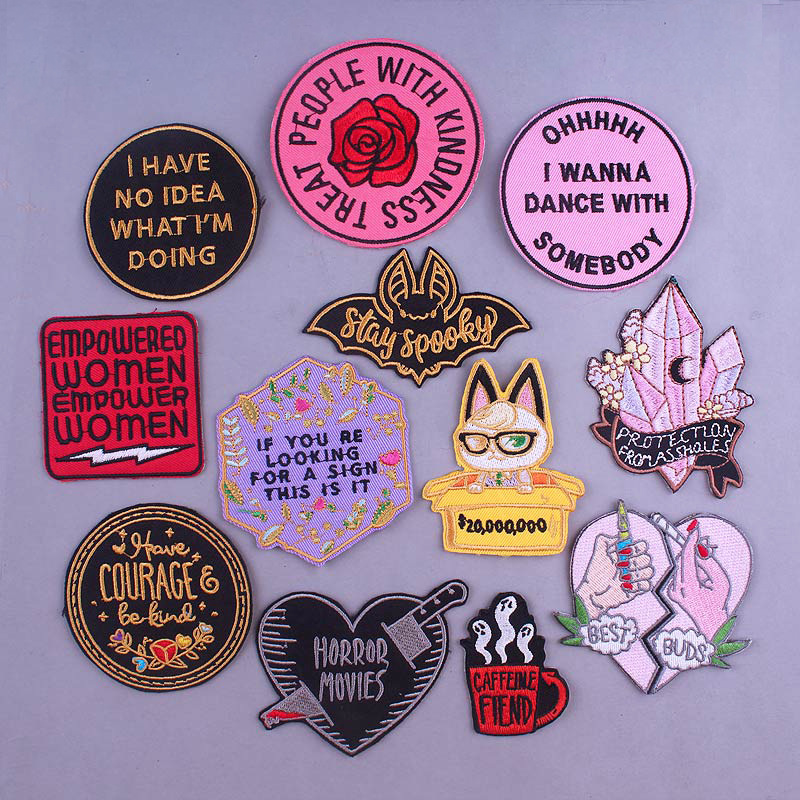 I HAVE
NO IDEA
WHAT I'M
DOING
TREAT PEOPLE WITH KINDNESS
OHHHHH
I WANNA
DANCE WITH
SOMEBODY
stay spooky
EMPOWERED
WOMEN
EMPOWER
WOMEN
IF YOU RE
LOOKING
FOR A SIGN
THIS IS IT
$20,000,000
PROTECTION
FROM ASSHOLES
Have
COURAGE &
be kind
HORROR
MOVIES
CAFFEINE
FIEND
BEST
BUDS